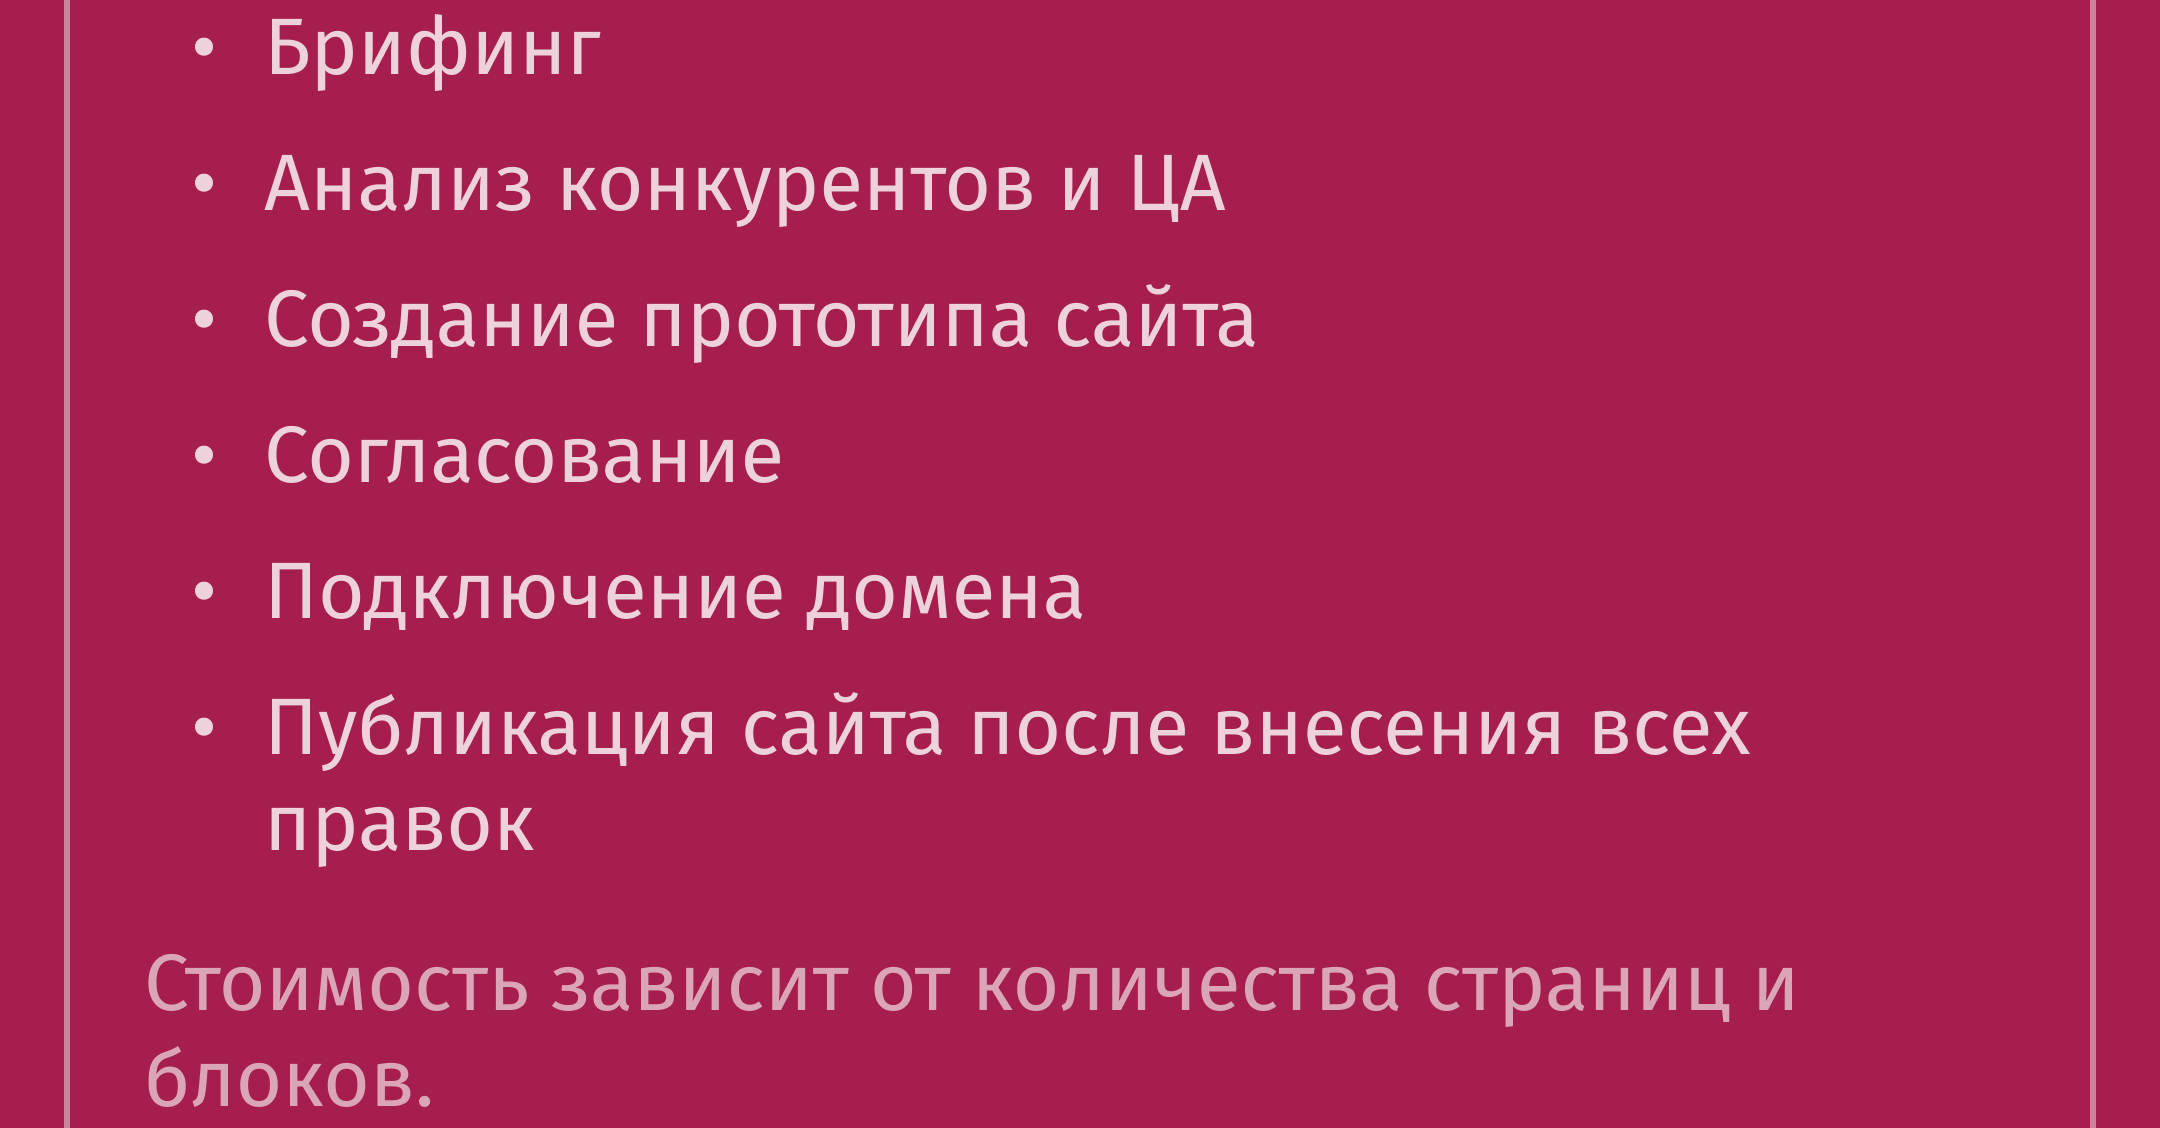 • Брифинг
• Анализ конкурентов и ЦА
• Создание прототипа сайта
• Согласование
• Подключение домена
• Публикация сайта после внесения всех
правок
Стоимость зависит от количества страниц и
блоков.